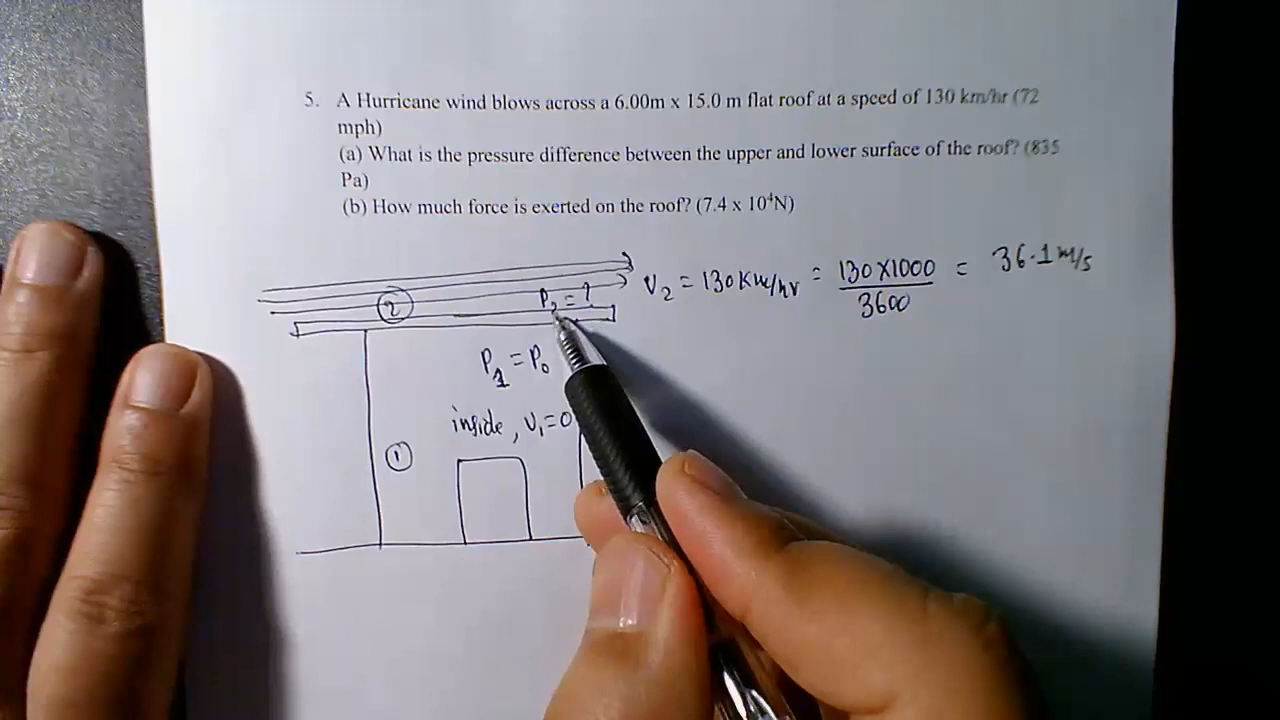 5. A Hurricane wind blows across a 6.00m x 15.0 m flat roof at a speed of 130 km/hr (72
mph)
(a) What is the pressure difference between the upper and lower surface of the roof? (835
Pa)
(b) How much force is exerted on the roof? (7.4 x 10⁴N)
V₂ = 130 Km/hr = 130×1000/3600 = 36.1 m/s
② P₂ = ?
P₁ = P₀
inside, V₁=0
①